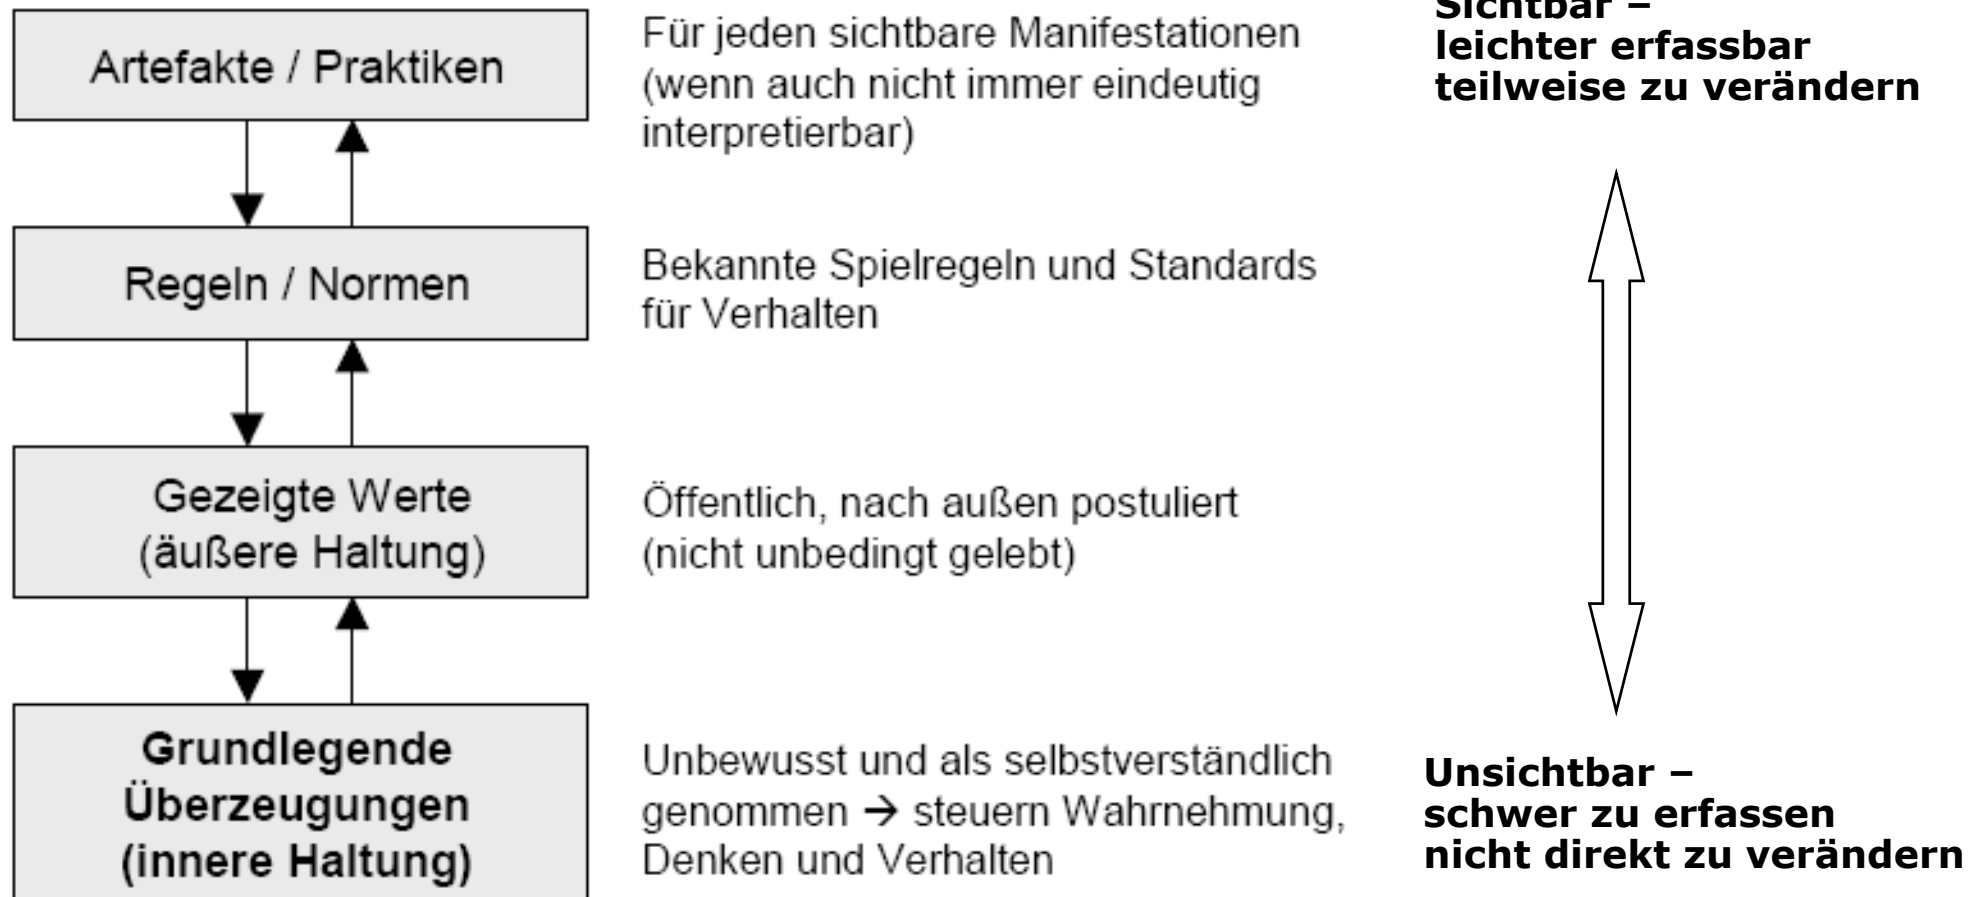 Artefakte / Praktiken
Für jeden sichtbare Manifestationen
(wenn auch nicht immer eindeutig
interpretierbar)
Sichtbar –
leichter erfassbar
teilweise zu verändern
Regeln / Normen
Bekannte Spielregeln und Standards
für Verhalten
Gezeigte Werte
(äußere Haltung)
Öffentlich, nach außen postuliert
(nicht unbedingt gelebt)
Grundlegende
Überzeugungen
(innere Haltung)
Unbewusst und als selbstverständlich
genommen → steuern Wahrnehmung,
Denken und Verhalten
Unsichtbar –
schwer zu erfassen
nicht direkt zu verändern